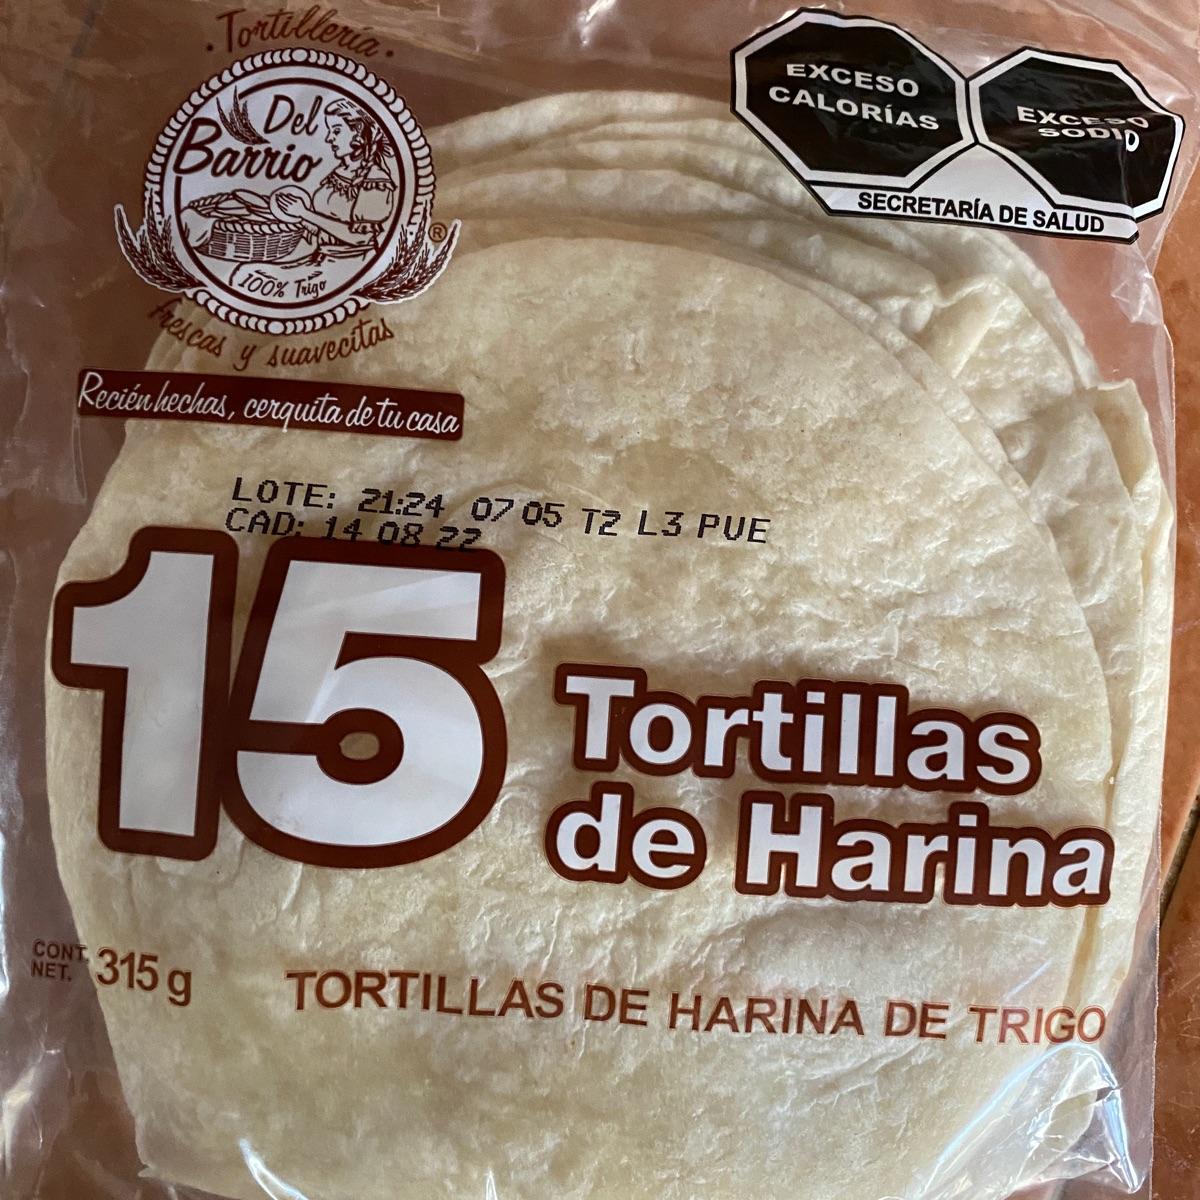 · Tortillería ·
Del
Barrio
®
100% Trigo
frescas y suavecitas
Recién hechas, cerquita de tu casa
EXCESO
CALORÍAS
EXCESO
SODIO
SECRETARÍA DE SALUD
LOTE: 21:24 07 05 T2 L3 PUE
CAD: 14 08 22
15
Tortillas
de Harina
CONT.
NET.
315 g
TORTILLAS DE HARINA DE TRIGO